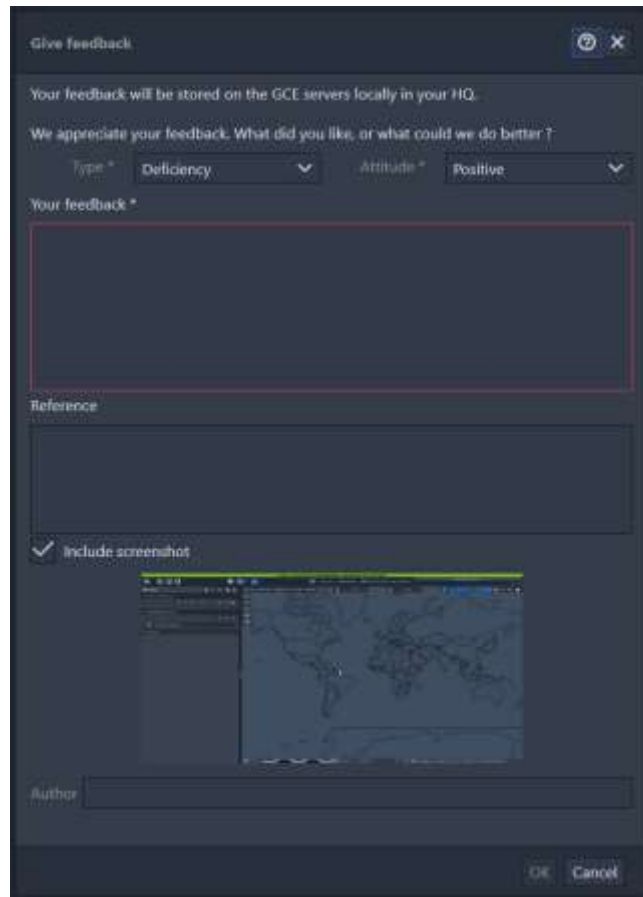 Give feedback
Your feedback will be stored on the GCE servers locally in your HQ.
We appreciate your feedback. What did you like, or what could we do better ?
Type * Deficiency Attitude * Positive
Your feedback *
Reference
Include screenshot
Author
OK Cancel